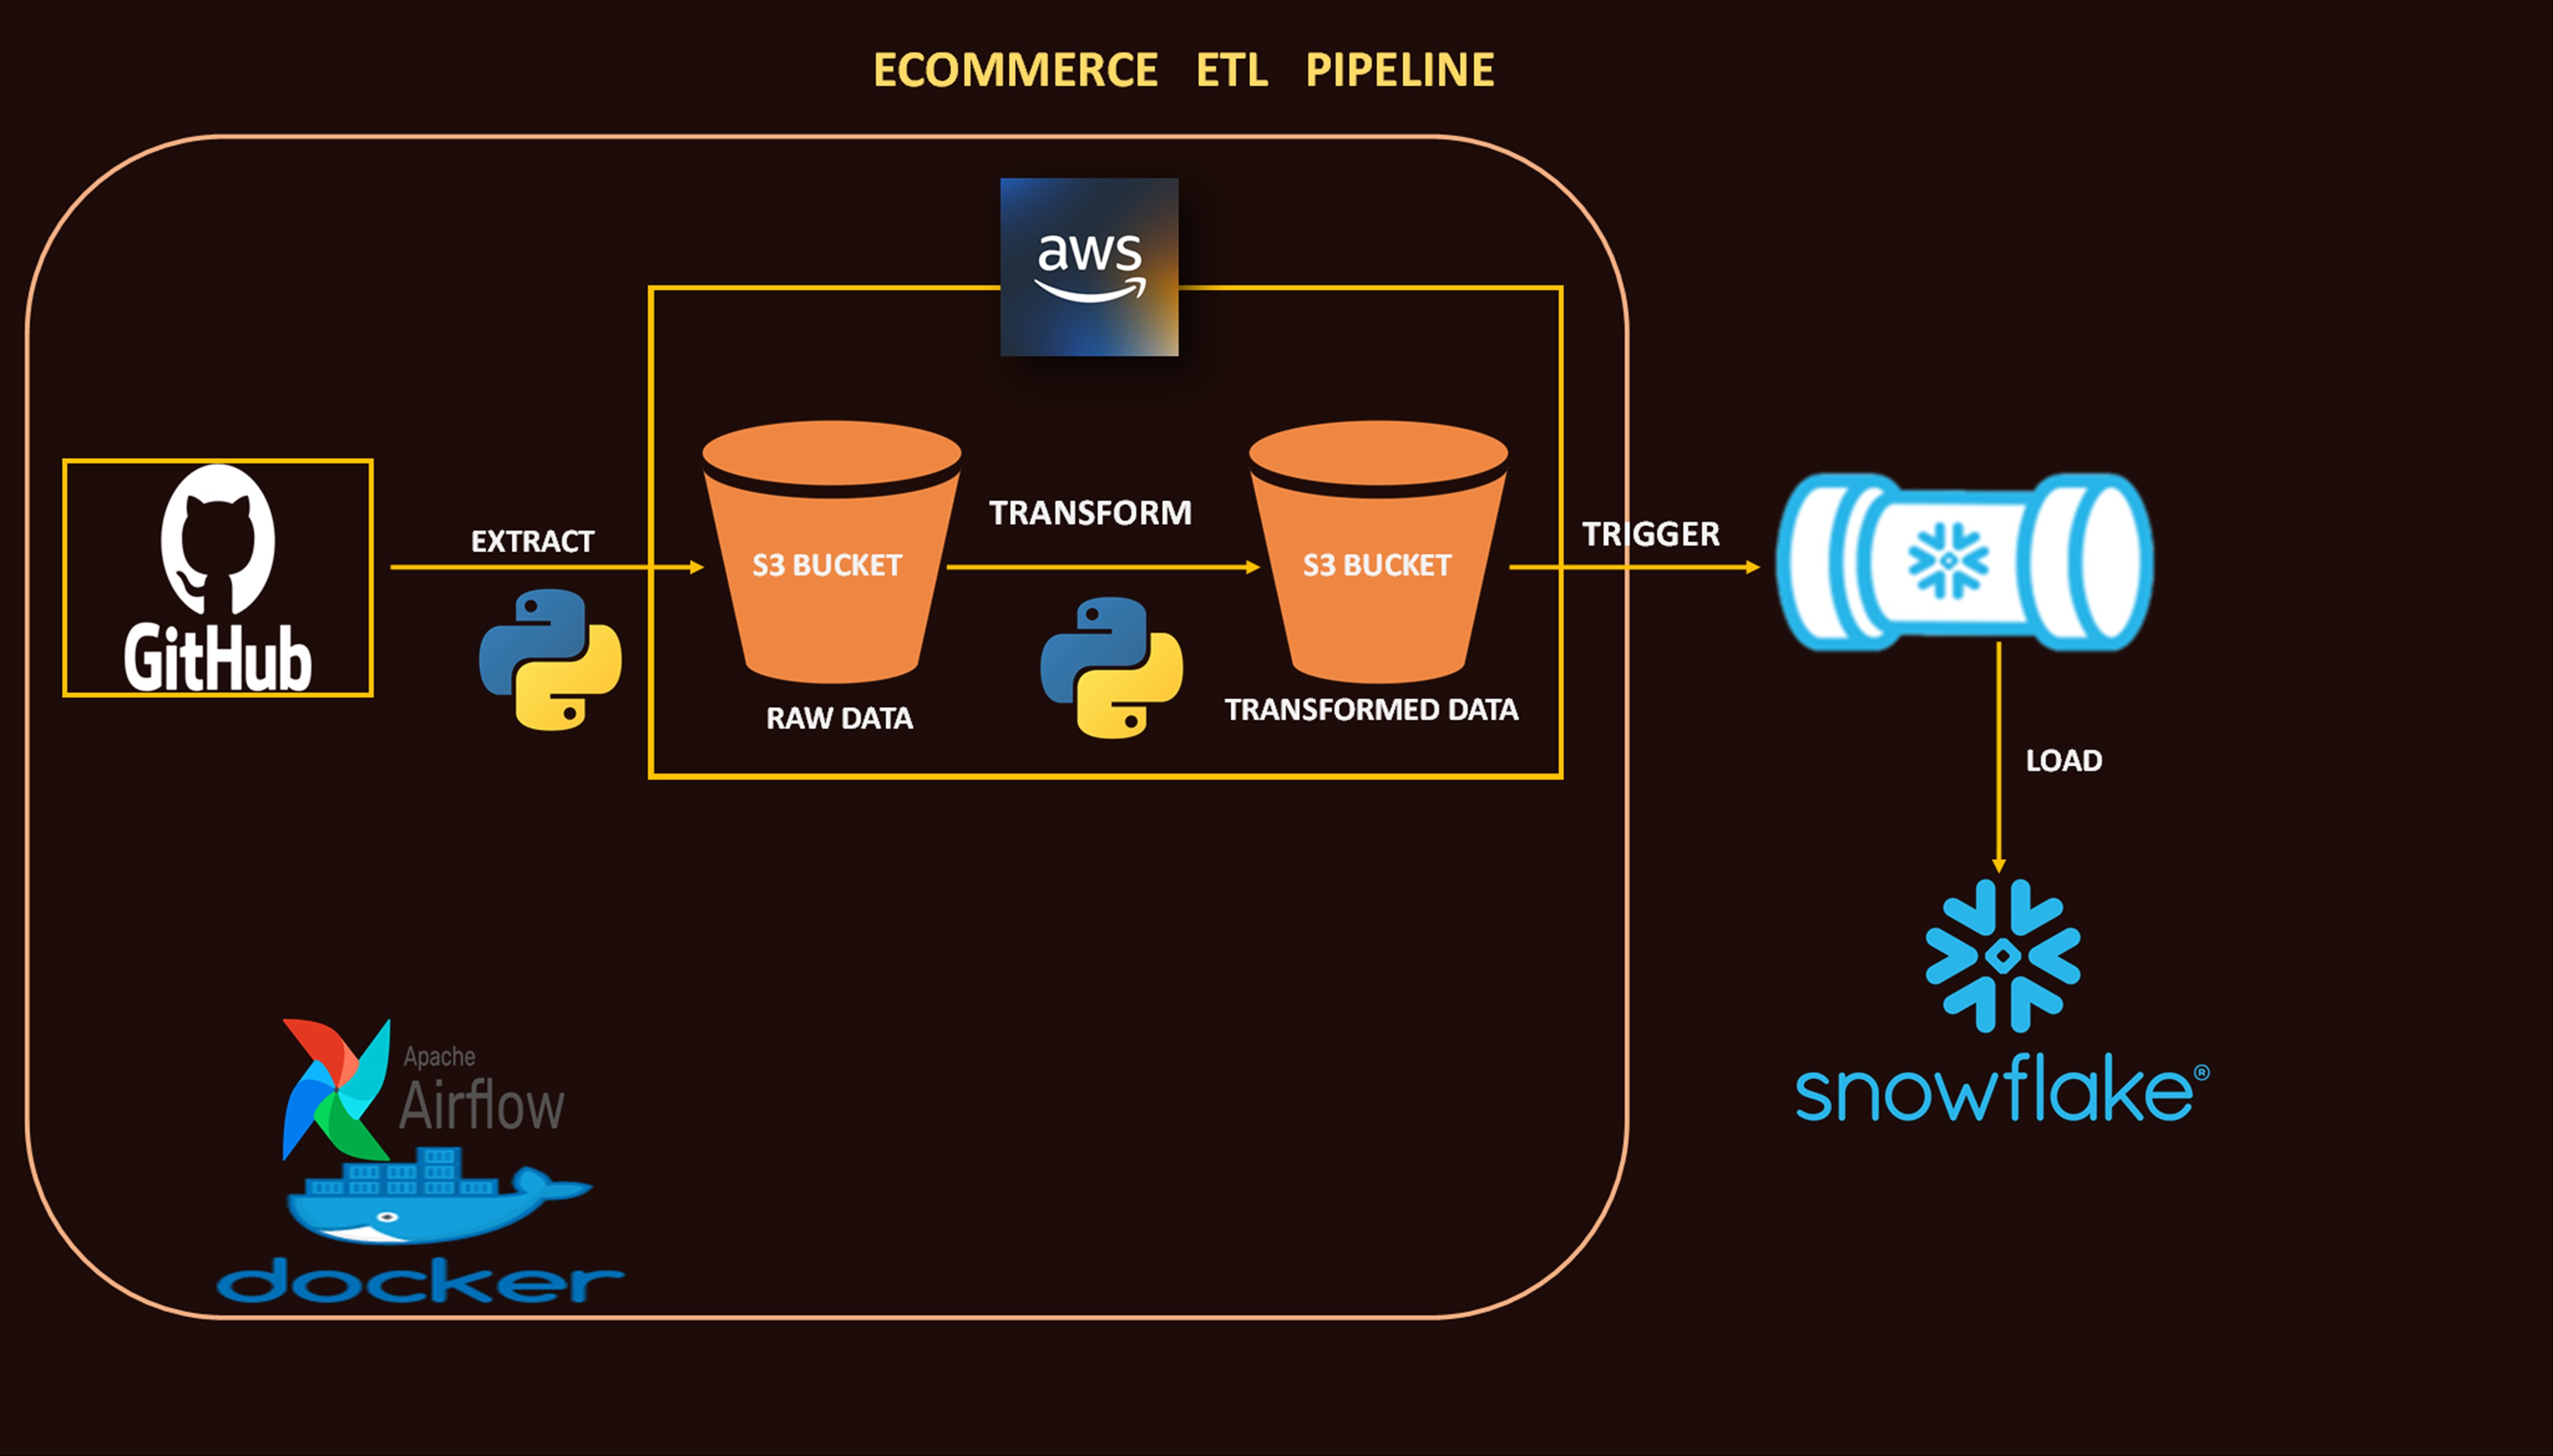 ECOMMERCE ETL PIPELINE
aws
GitHub
EXTRACT
S3 BUCKET
RAW DATA
TRANSFORM
S3 BUCKET
TRANSFORMED DATA
TRIGGER
LOAD
snowflake®
Apache
Airflow
docker